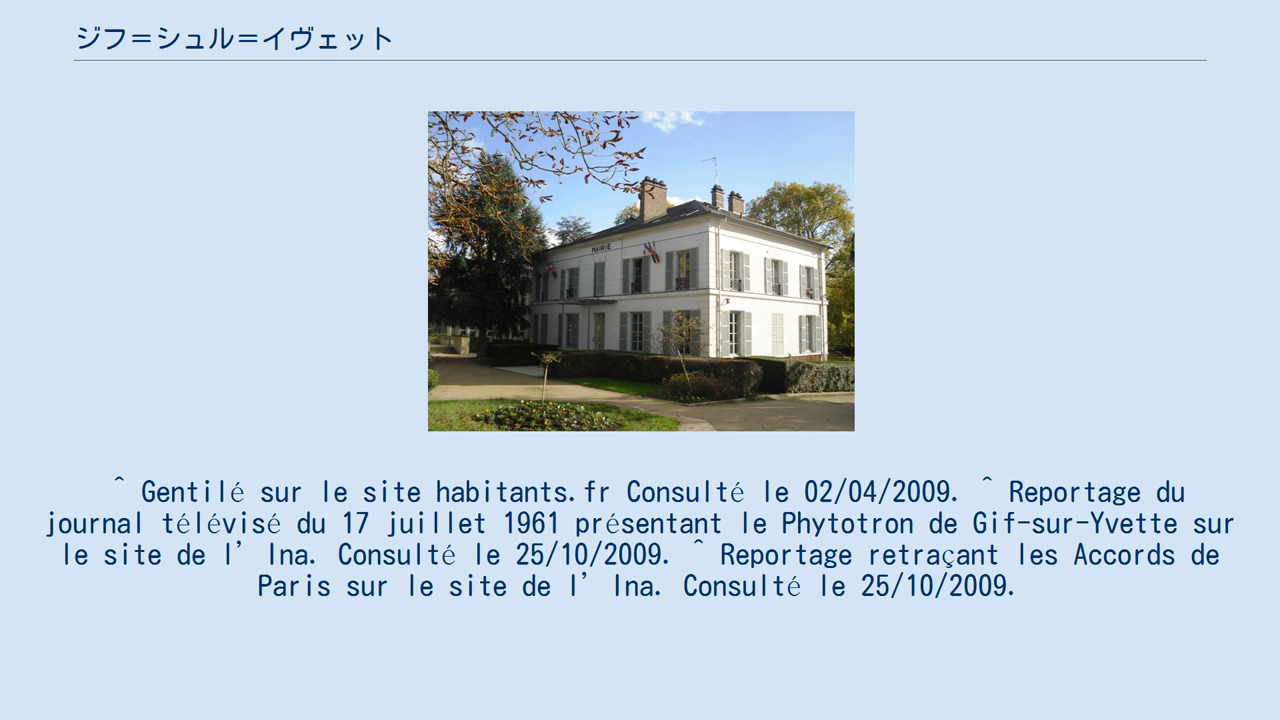 ジフ＝シュル＝イヴェット
MAIRIE
^ Gentilé sur le site habitants.fr Consulté le 02/04/2009. ^ Reportage du
journal télévisé du 17 juillet 1961 présentant le Phytotron de Gif-sur-Yvette sur
le site de l’Ina. Consulté le 25/10/2009. ^ Reportage retraçant les Accords de
Paris sur le site de l’Ina. Consulté le 25/10/2009.